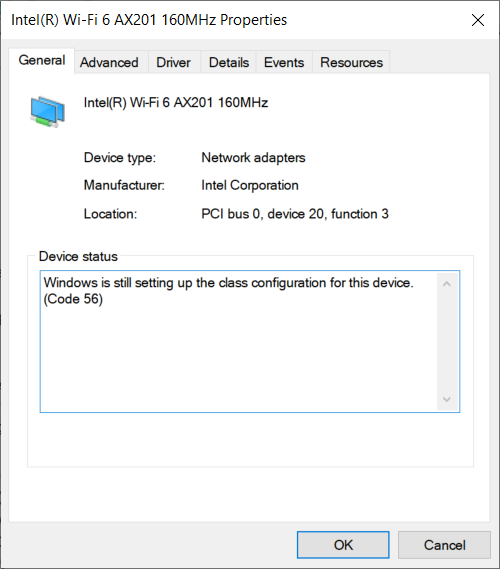 Intel(R) Wi-Fi 6 AX201 160MHz Properties
General Advanced Driver Details Events Resources
Intel(R) Wi-Fi 6 AX201 160MHz
Device type: Network adapters
Manufacturer: Intel Corporation
Location: PCI bus 0, device 20, function 3
Device status
Windows is still setting up the class configuration for this device.
(Code 56)
OK Cancel